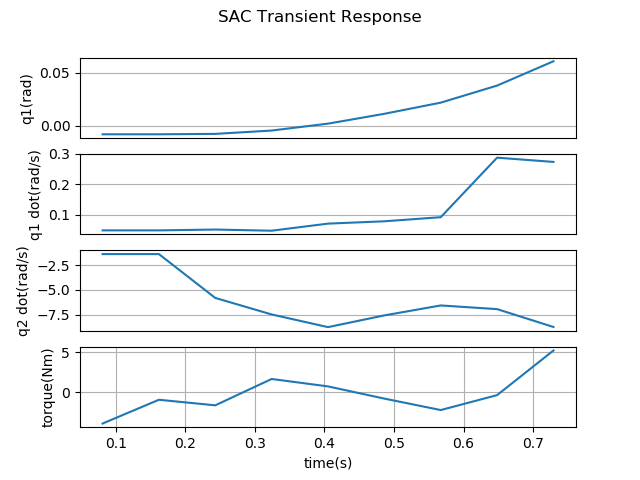 SAC Transient Response
q1(rad)
0.05
0.00
q1 dot(rad/s)
0.3
0.2
0.1
q2 dot(rad/s)
−2.5
−5.0
−7.5
torque(Nm)
5
0
0.1 0.2 0.3 0.4 0.5 0.6 0.7
time(s)